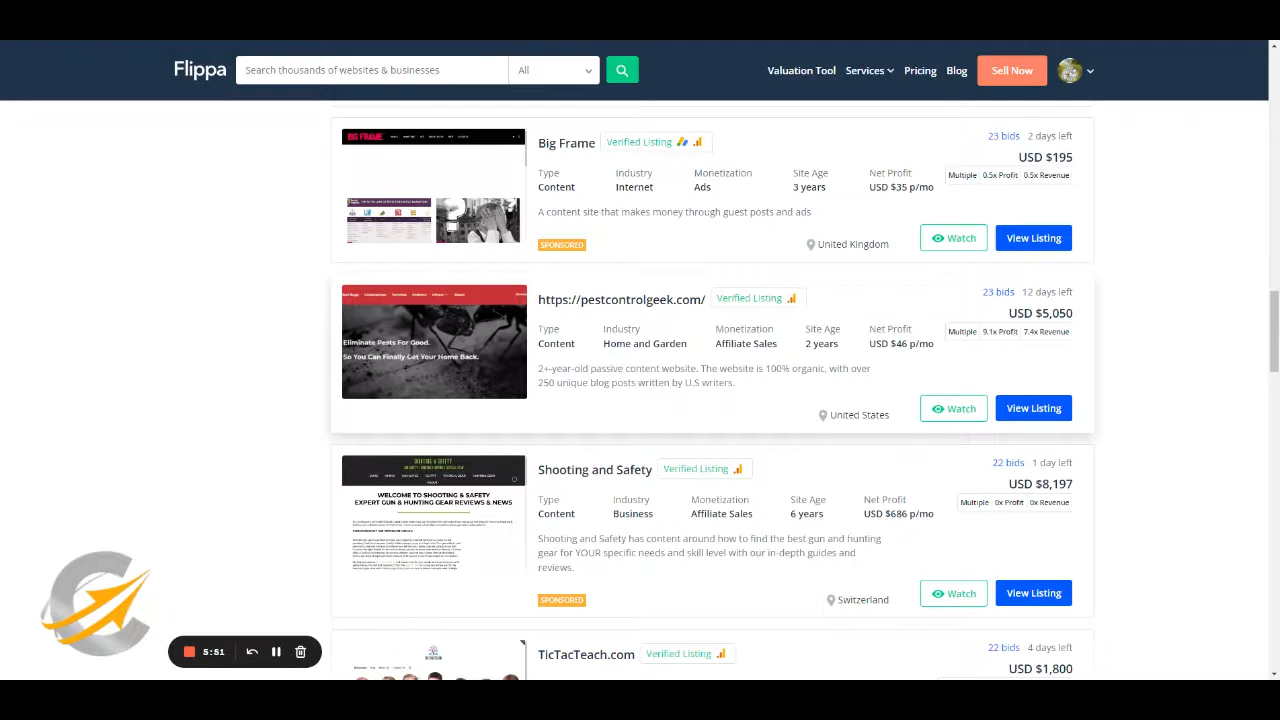 Flippa
Search thousands of websites & businesses
All
Valuation Tool
Services
Pricing
Blog
Sell Now
BIG FRAME
Big Frame
Verified Listing
23 bids 2 days left
USD $195
Multiple 0.5x Profit 0.5x Revenue
Type Industry Monetization Site Age Net Profit
Content Internet Ads 3 years USD $35 p/mo
A content site that makes money through guest posts and ads.
SPONSORED
United Kingdom
Watch
View Listing
Eliminate Pests For Good.
So You Can Finally Get Your Home Back.
https://pestcontrolgeek.com/
Verified Listing
23 bids 12 days left
USD $5,050
Multiple 9.1x Profit 7.4x Revenue
Type Industry Monetization Site Age Net Profit
Content Home and Garden Affiliate Sales 2 years USD $46 p/mo
2+-year-old passive content website. The website is 100% organic, with over
250 unique blog posts written by U.S writers.
United States
Watch
View Listing
SHOOTING & SAFETY
WELCOME TO SHOOTING & SAFETY
EXPERT GUN & HUNTING GEAR REVIEWS & NEWS
Shooting and Safety
Verified Listing
22 bids 1 day left
USD $8,197
Multiple 0x Profit 0x Revenue
Type Industry Monetization Site Age Net Profit
Content Business Affiliate Sales 6 years USD $686 p/mo
Shooting and Safety has content around how to find the best
gear for YOUR specific use and skill level with our in-depth guides and
reviews.
SPONSORED
Switzerland
Watch
View Listing
5:51
TicTacTeach.com
Verified Listing
22 bids 4 days left
USD $1,800